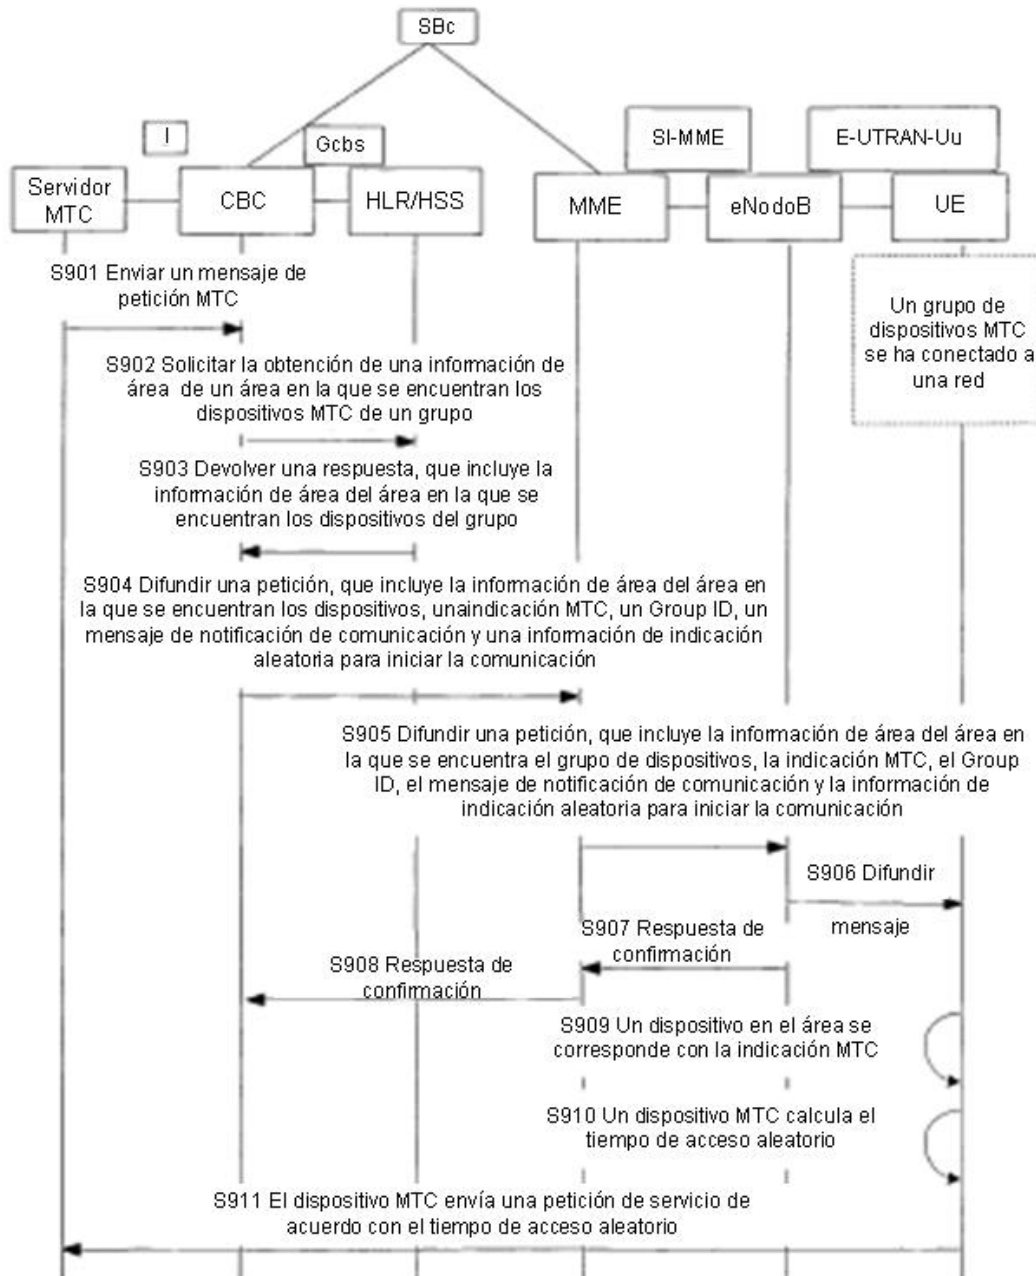 SBc
I
Gcbs
SI-MME
E-UTRAN-Uu
Servidor
MTC
CBC
HLR/HSS
MME
eNodoB
UE
S901 Enviar un mensaje de
petición MTC
Un grupo de
dispositivos MTC
se ha conectado a
una red
S902 Solicitar la obtención de una información de
área de un área en la que se encuentran los
dispositivos MTC de un grupo
S903 Devolver una respuesta, que incluye la
información de área del área en la que se
encuentran los dispositivos del grupo
S904 Difundir una petición, que incluye la información de área del área en
la que se encuentran los dispositivos, unaindicación MTC, un Group ID, un
mensaje de notificación de comunicación y una información de indicación
aleatoria para iniciar la comunicación
S905 Difundir una petición, que incluye la información de área del área en
la que se encuentra el grupo de dispositivos, la indicación MTC, el Group
ID, el mensaje de notificación de comunicación y la información de
indicación aleatoria para iniciar la comunicación
S906 Difundir
mensaje
S907 Respuesta de
confirmación
S908 Respuesta de
confirmación
S909 Un dispositivo en el área se
corresponde con la indicación MTC
S910 Un dispositivo MTC calcula el
tiempo de acceso aleatorio
S911 El dispositivo MTC envía una petición de servicio de
acuerdo con el tiempo de acceso aleatorio